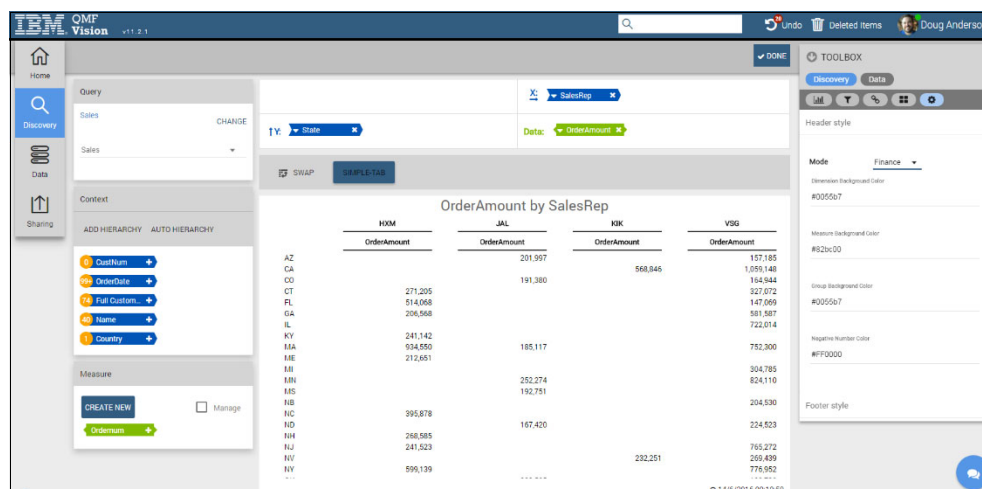 IBM. QMF Vision v11.2.1
20 Undo Deleted Items Doug Anderso
DONE
Home
Discovery
Data
Sharing
Query
Sales CHANGE
Sales
Context
ADD HIERARCHY AUTO HIERARCHY
0 CustNum +
99+ OrderDate +
74 Full Custom... +
40 Name +
1 Country +
Measure
CREATE NEW Manage
Ordernum +
X: SalesRep x
Y: State x Data: OrderAmount x
SWAP SIMPLE-TAB
OrderAmount by SalesRep
HXM JAL KIK VSG
OrderAmount OrderAmount OrderAmount OrderAmount
AZ 201,997 157,185
CA 568,846 1,059,148
CO 191,380 164,944
CT 271,205 327,072
FL 514,068 147,069
GA 206,568 581,587
IL 722,014
KY 241,142
MA 934,550 185,117 752,300
ME 212,651
MI 304,785
MN 252,274 824,110
MS 192,751
NB 204,530
NC 395,878
ND 167,420 224,523
NH 268,585
NJ 241,523 765,272
NV 232,251 269,439
NY 599,139 776,952
TOOLBOX
Discovery Data
Header style
Mode Finance
Dimension Background Color
#0055b7
Measure Background Color
#82bc00
Group Background Color
#0055b7
Negative Number Color
#FF0000
Footer style